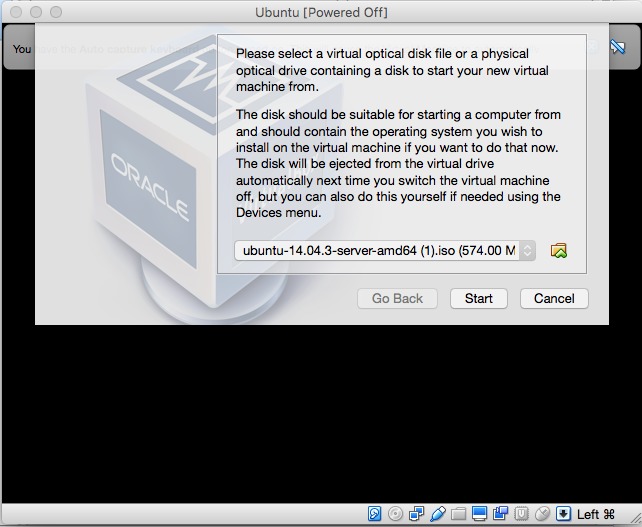 Ubuntu [Powered Off]
You have the Auto capture keyboard
Please select a virtual optical disk file or a physical
optical drive containing a disk to start your new virtual
machine from.
The disk should be suitable for starting a computer from
and should contain the operating system you wish to
install on the virtual machine if you want to do that now.
The disk will be ejected from the virtual drive
automatically next time you switch the virtual machine
off, but you can also do this yourself if needed using the
Devices menu.
ORACLE
ubuntu-14.04.3-server-amd64 (1).iso (574.00 M
Go Back
Start
Cancel
Left ⌘